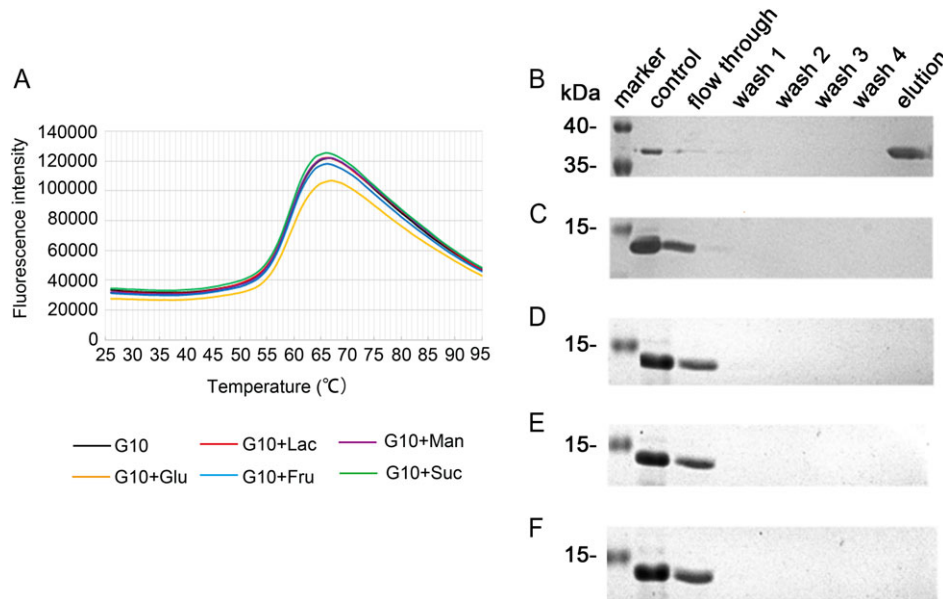 A
Fluorescence intensity
140000
120000
100000
80000
60000
40000
20000
0
25 30 35 40 45 50 55 60 65 70 75 80 85 90 95
Temperature (℃)
G10 G10+Lac G10+Man
G10+Glu G10+Fru G10+Suc
B
kDa
marker
control
flow through
wash 1
wash 2
wash 3
wash 4
elution
40-
35-
C
15-
D
15-
E
15-
F
15-